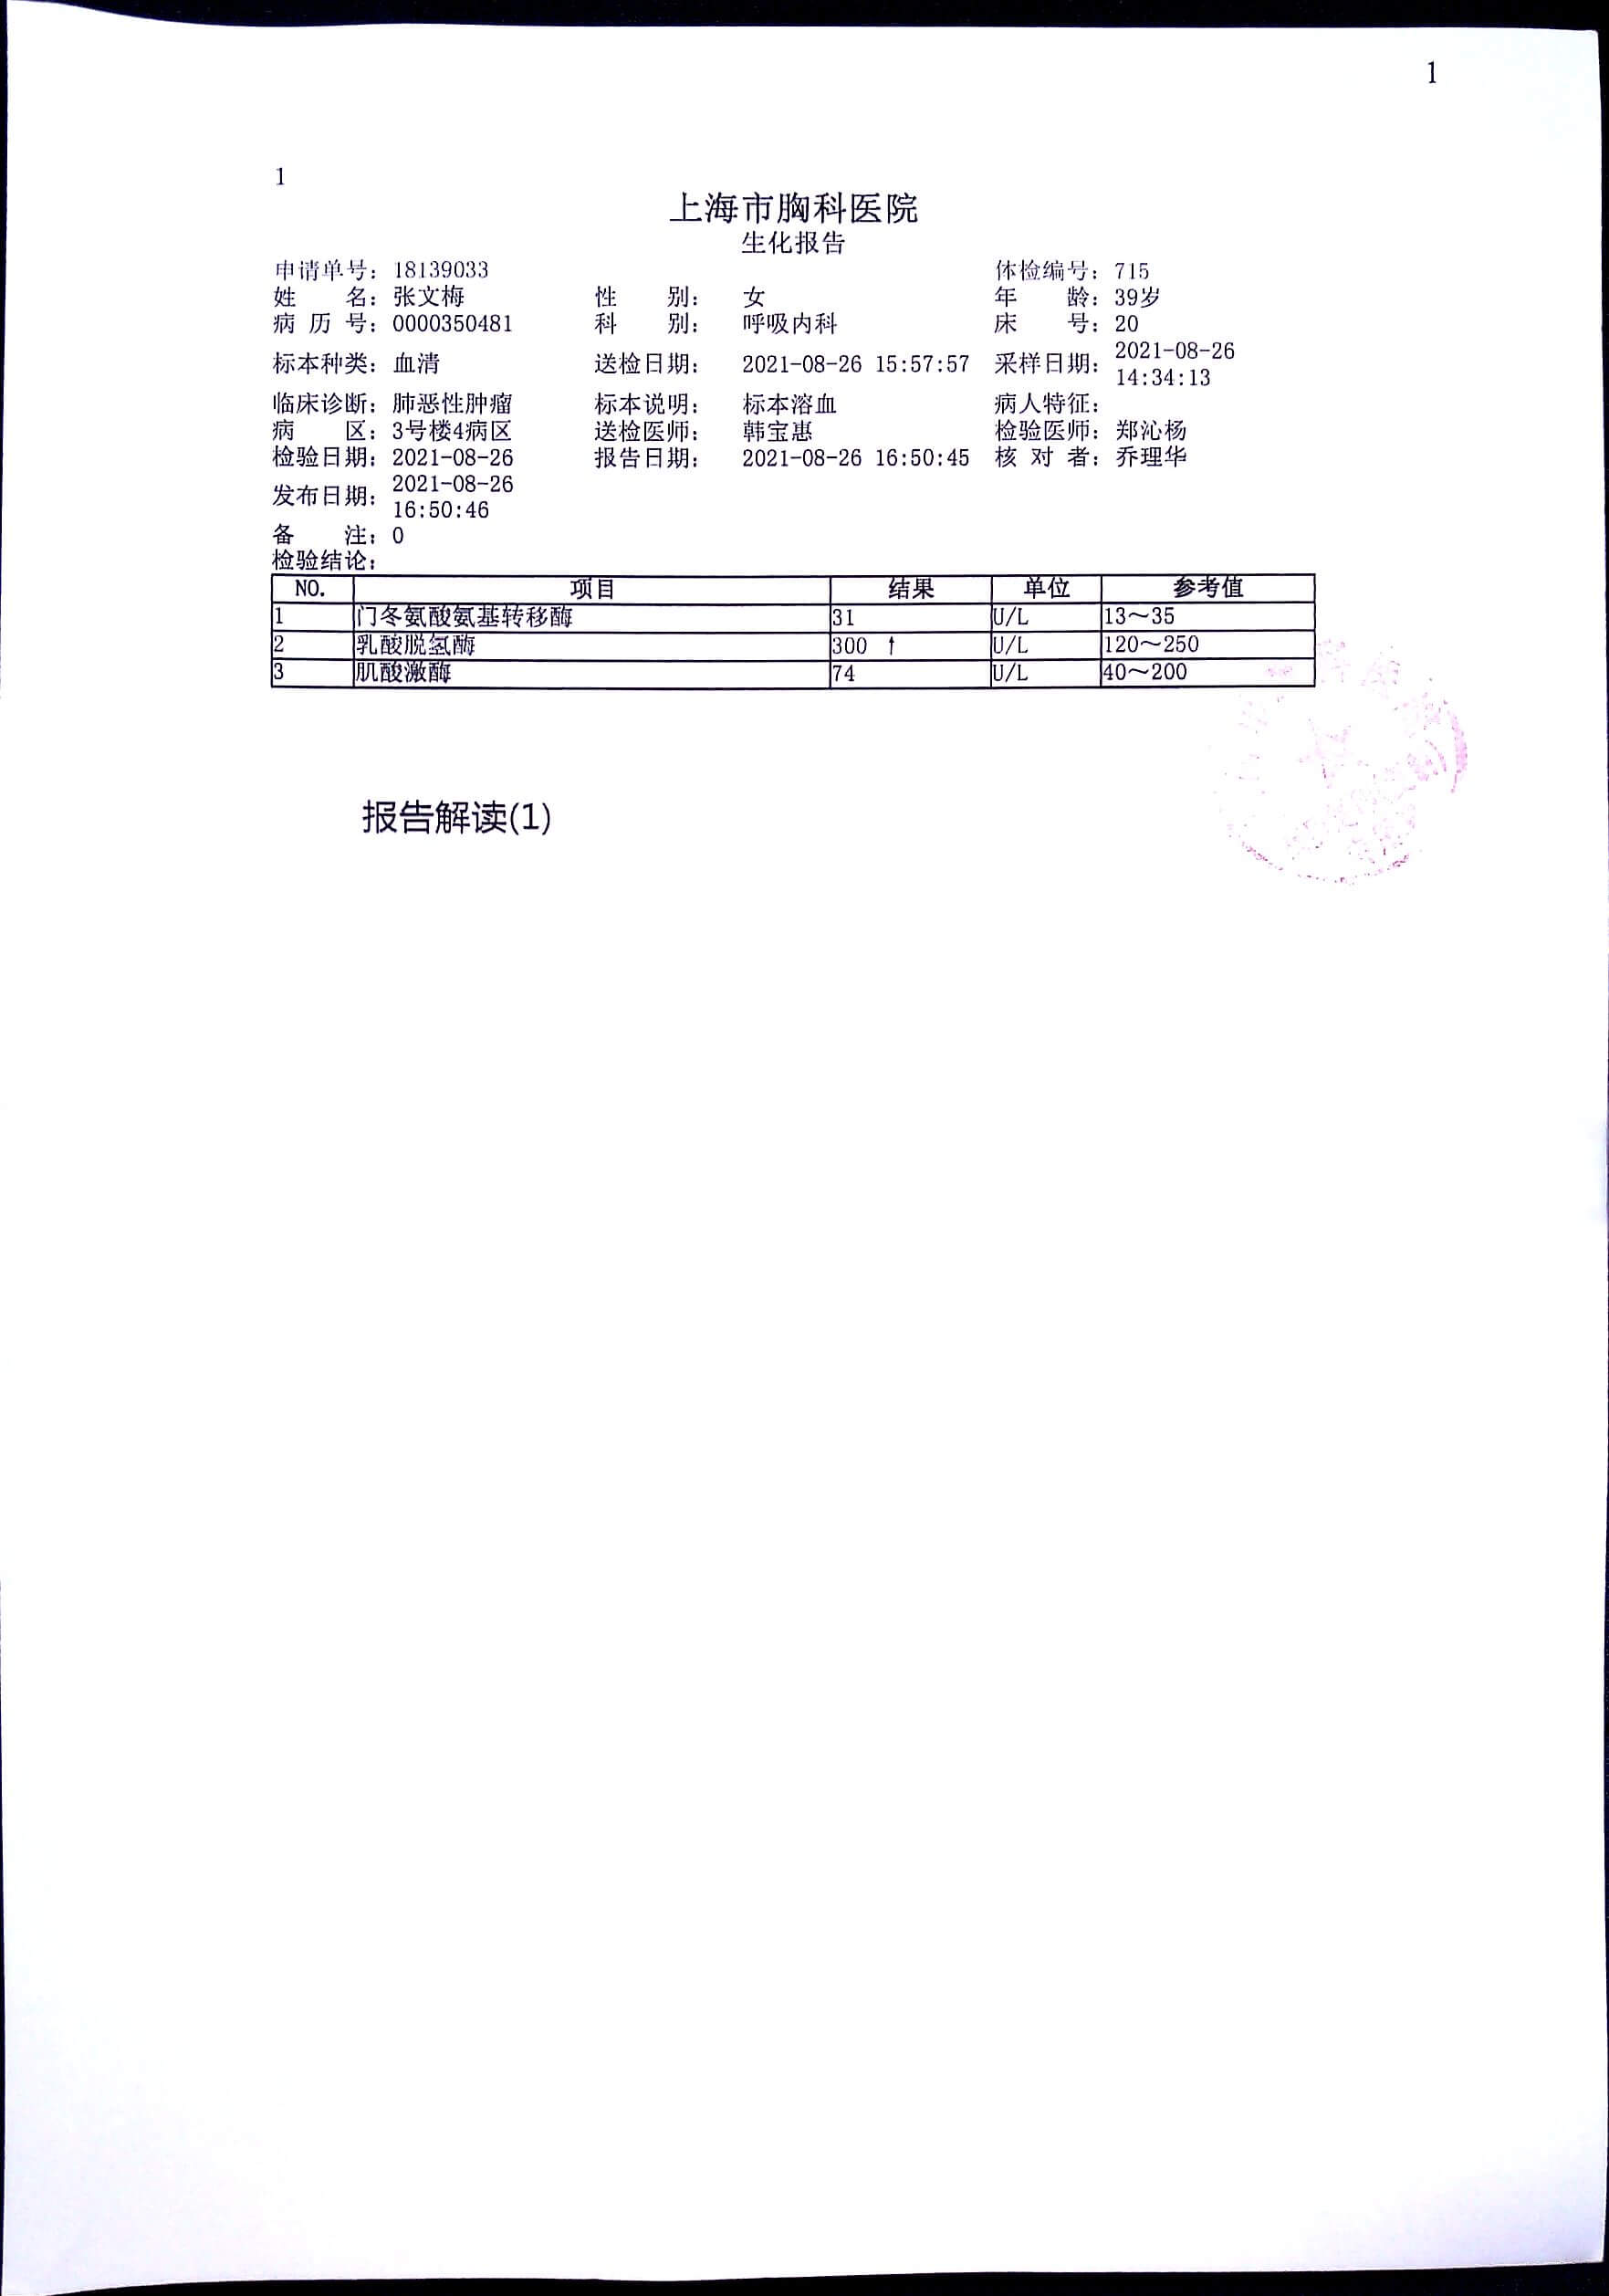 1
1
上海市胸科医院
生化报告
申请单号：18139033 体检编号：715
姓 名：张文梅 性 别： 女 年 龄：39岁
病 历 号：0000350481 科 别： 呼吸内科 床 号：20
标本种类：血清 送检日期： 2021-08-26 15:57:57 采样日期：2021-08-26 14:34:13
临床诊断：肺恶性肿瘤 标本说明： 标本溶血 病人特征：
病 区：3号楼4病区 送检医师： 韩宝惠 检验医师：郑沁杨
检验日期：2021-08-26 报告日期： 2021-08-26 16:50:45 核 对 者：乔理华
发布日期：2021-08-26 16:50:46
备 注：0
检验结论：
NO. 项目 结果 单位 参考值
1 门冬氨酸氨基转移酶 31 U/L 13～35
2 乳酸脱氢酶 300 ↑ U/L 120～250
3 肌酸激酶 74 U/L 40～200
报告解读(1)